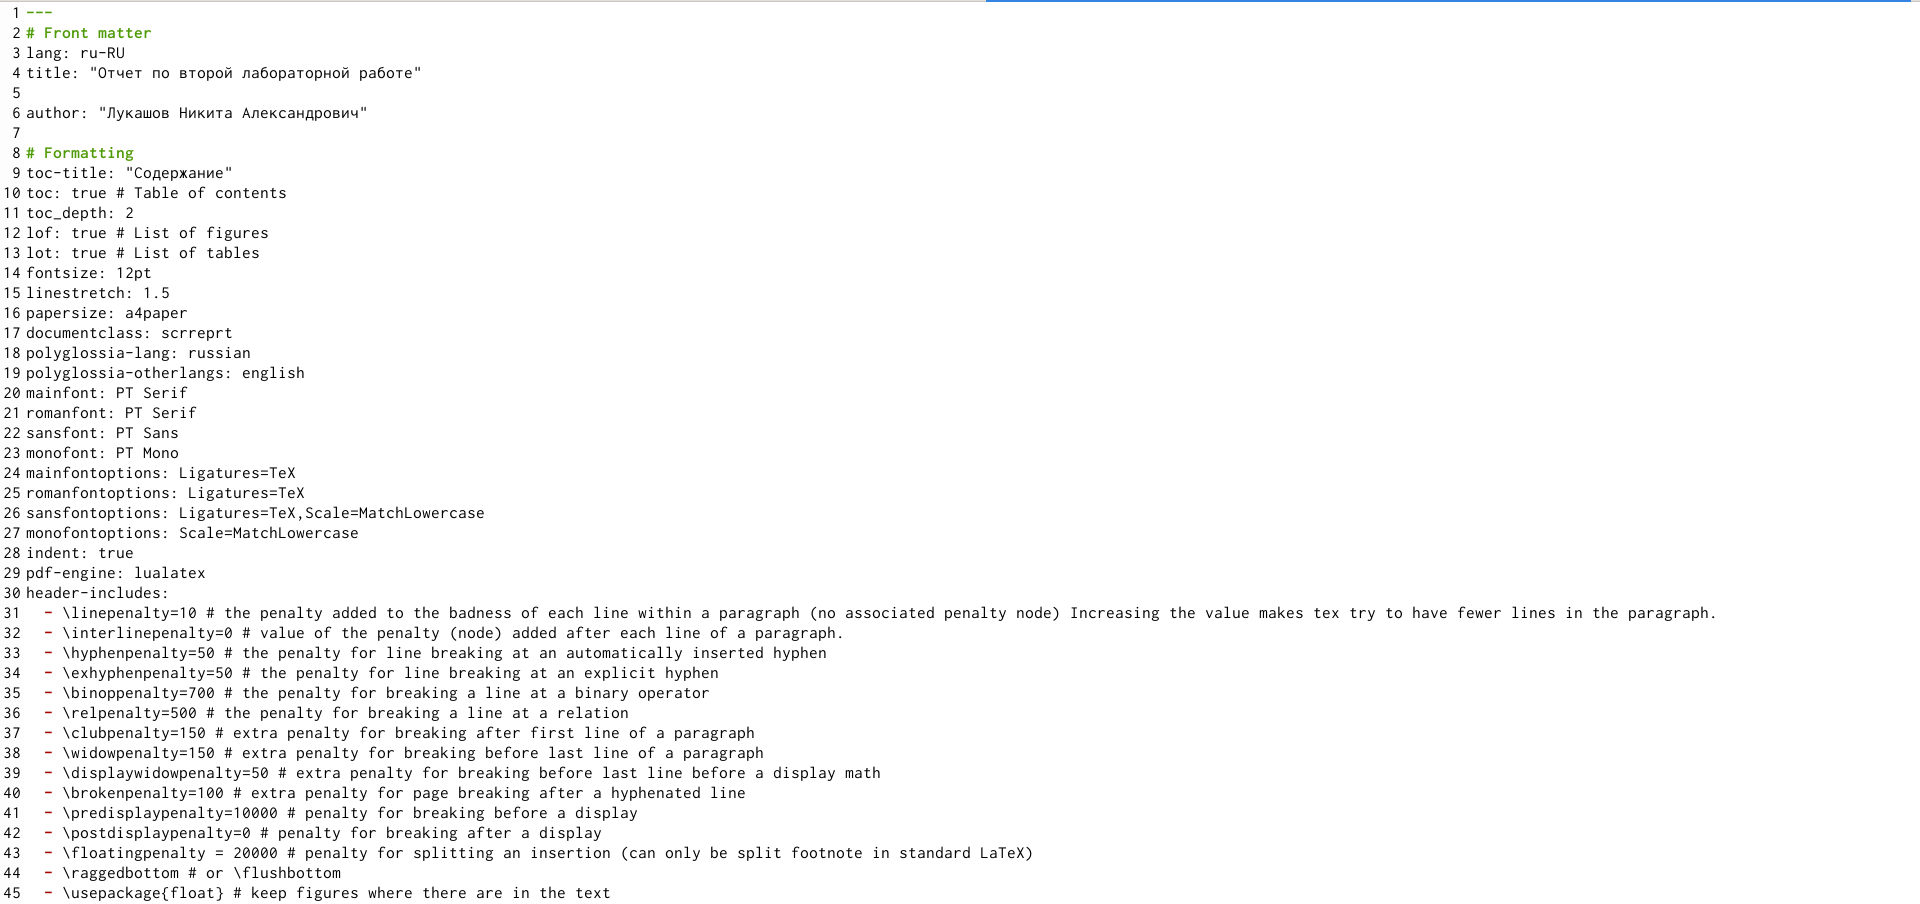 1 ---
2 # Front matter
3 lang: ru-RU
4 title: "Отчет по второй лабораторной работе"
5
6 author: "Лукашов Никита Александрович"
7
8 # Formatting
9 toc-title: "Содержание"
10 toc: true # Table of contents
11 toc_depth: 2
12 lof: true # List of figures
13 lot: true # List of tables
14 fontsize: 12pt
15 linestretch: 1.5
16 papersize: a4paper
17 documentclass: scrreprt
18 polyglossia-lang: russian
19 polyglossia-otherlangs: english
20 mainfont: PT Serif
21 romanfont: PT Serif
22 sansfont: PT Sans
23 monofont: PT Mono
24 mainfontoptions: Ligatures=TeX
25 romanfontoptions: Ligatures=TeX
26 sansfontoptions: Ligatures=TeX,Scale=MatchLowercase
27 monofontoptions: Scale=MatchLowercase
28 indent: true
29 pdf-engine: lualatex
30 header-includes:
31   - \linepenalty=10 # the penalty added to the badness of each line within a paragraph (no associated penalty node) Increasing the value makes tex try to have fewer lines in the paragraph.
32   - \interlinepenalty=0 # value of the penalty (node) added after each line of a paragraph.
33   - \hyphenpenalty=50 # the penalty for line breaking at an automatically inserted hyphen
34   - \exhyphenpenalty=50 # the penalty for line breaking at an explicit hyphen
35   - \binoppenalty=700 # the penalty for breaking a line at a binary operator
36   - \relpenalty=500 # the penalty for breaking a line at a relation
37   - \clubpenalty=150 # extra penalty for breaking after first line of a paragraph
38   - \widowpenalty=150 # extra penalty for breaking before last line of a paragraph
39   - \displaywidowpenalty=50 # extra penalty for breaking before last line before a display math
40   - \brokenpenalty=100 # extra penalty for page breaking after a hyphenated line
41   - \predisplaypenalty=10000 # penalty for breaking before a display
42   - \postdisplaypenalty=0 # penalty for breaking after a display
43   - \floatingpenalty = 20000 # penalty for splitting an insertion (can only be split footnote in standard LaTeX)
44   - \raggedbottom # or \flushbottom
45   - \usepackage{float} # keep figures where there are in the text